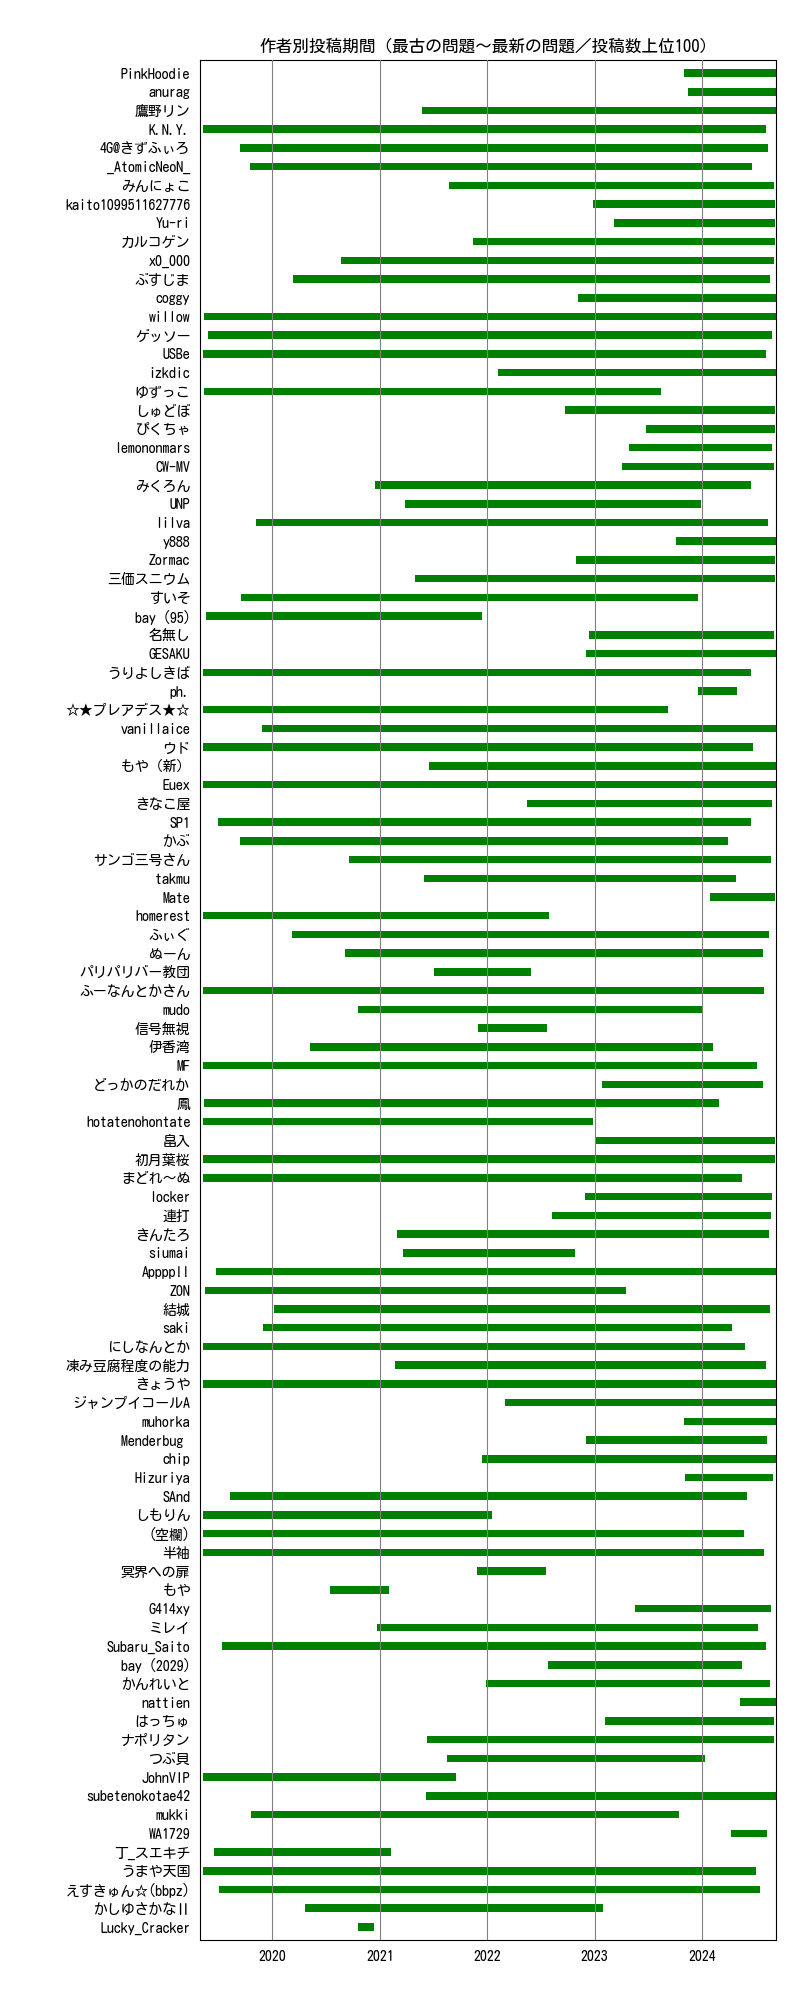 作者別投稿期間（最古の問題～最新の問題／投稿数上位100）
PinkHoodie
anurag
鷹野リン
K.N.Y.
4G@きずふぃろ
_AtomicNeoN_
みんにょこ
kaito1099511627776
Yu-ri
カルコゲン
x0_000
ぶすじま
coggy
willow
ゲッソー
USBe
izkdic
ゆずっこ
しゅどぼ
ぴくちゃ
lemononmars
CW-MV
みくろん
UNP
lilva
y888
Zormac
三価スニウム
すいそ
bay (95)
名無し
GESAKU
うりよしきば
ph.
☆★プレアデス★☆
vanillaice
ウド
もや（新）
Euex
きなこ屋
SP1
かぶ
サンゴ三号さん
takmu
Mate
homerest
ふぃぐ
ぬーん
パリパリバー教団
ふーなんとかさん
mudo
信号無視
伊香湾
MF
どっかのだれか
鳳
hotatenohontate
畠入
初月葉桜
まどれ～ぬ
locker
連打
きんたろ
siumai
Appppll
ZON
結城
saki
にしなんとか
凍み豆腐程度の能力
きょうや
ジャンプイコールA
muhorka
Menderbug
chip
Hizuriya
SAnd
しもりん
(空欄)
半袖
冥界への扉
もや
G414xy
ミレイ
Subaru_Saito
bay (2029)
かんれいと
nattien
はっちゅ
ナポリタン
つぶ貝
JohnVIP
subetenokotae42
mukki
WA1729
丁_スエキチ
うまや天国
えすきゅん☆(bbpz)
かしゆさかなII
Lucky_Cracker
2020 2021 2022 2023 2024